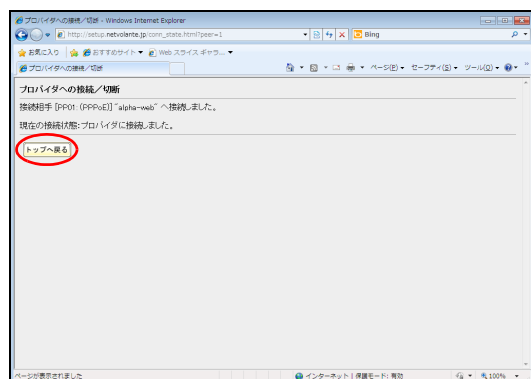 プロバイダへの接続／切断 - Windows Internet Explorer
http://setup.netvolante.jp/conn_state.html?peer=1
Bing
お気に入り おすすめサイト Web スライス ギャラ...
プロバイダへの接続／切断
ページ(P) セーフティ(S) ツール(O)
プロバイダへの接続／切断
接続相手 [PP01:(PPPoE)] "alpha-web" へ接続しました。
現在の接続状態:プロバイダに接続しました。
トップへ戻る
ページが表示されました インターネット | 保護モード: 有効 100%